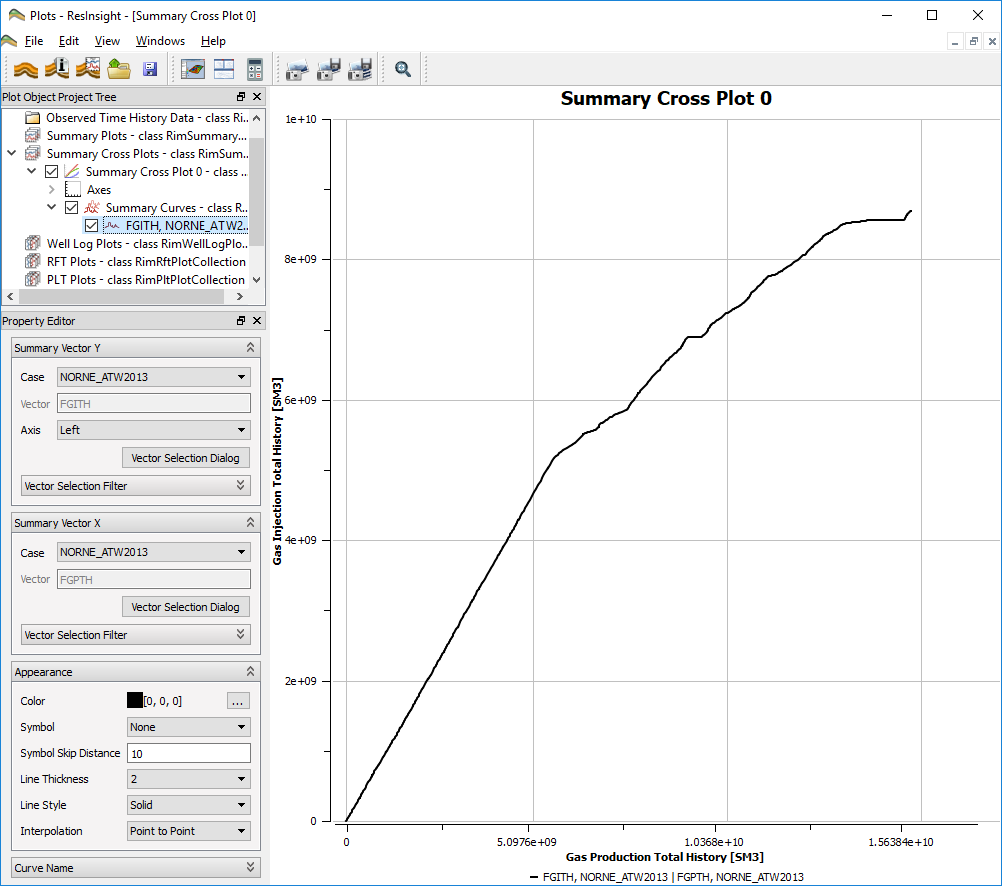 Plots - ResInsight - [Summary Cross Plot 0]
File Edit View Windows Help
Plot Object Project Tree
Observed Time History Data - class Ri...
Summary Plots - class RimSummary...
Summary Cross Plots - class RimSum...
Summary Cross Plot 0 - class ...
Axes
Summary Curves - class R...
FGITH, NORNE_ATW2...
Well Log Plots - class RimWellLogPlo...
RFT Plots - class RimRftPlotCollection
PLT Plots - class RimPltPlotCollection
Property Editor
Summary Vector Y
Case NORNE_ATW2013
Vector FGITH
Axis Left
Vector Selection Dialog
Vector Selection Filter
Summary Vector X
Case NORNE_ATW2013
Vector FGPTH
Vector Selection Dialog
Vector Selection Filter
Appearance
Color [0, 0, 0] ...
Symbol None
Symbol Skip Distance 10
Line Thickness 2
Line Style Solid
Interpolation Point to Point
Curve Name
Summary Cross Plot 0
1e+10
8e+09
6e+09
4e+09
2e+09
0
Gas Injection Total History [SM3]
0 5.0976e+09 1.0368e+10 1.56384e+10
Gas Production Total History [SM3]
FGITH, NORNE_ATW2013 | FGPTH, NORNE_ATW2013